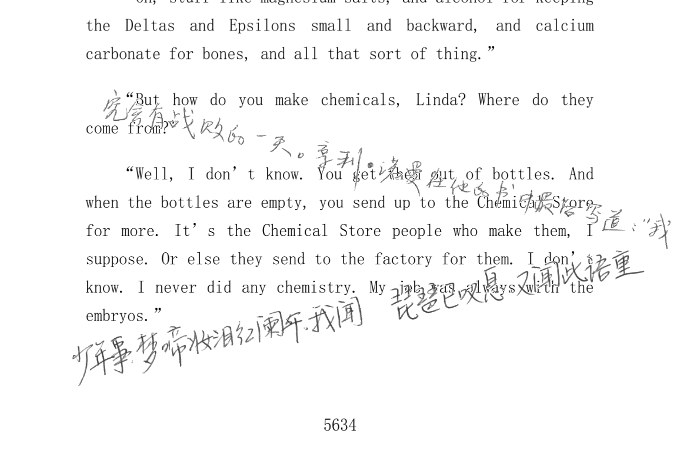 “Oh, stuff like magnesium salts, and alcohol for keeping
the Deltas and Epsilons small and backward, and calcium
carbonate for bones, and all that sort of thing.”
“But how do you make chemicals, Linda? Where do they
come from?”
究会有战败的一天。享利.梭罗在他的书中最后写道:“我
“Well, I don’t know. You get them out of bottles. And
when the bottles are empty, you send up to the Chemical Store
for more. It’s the Chemical Store people who make them, I
suppose. Or else they send to the factory for them. I don’t
know. I never did any chemistry. My job was always with the
embryos.”
少年事,梦啼妆泪红阑干.我闻 琵琶已叹息 又闻此语重
5634